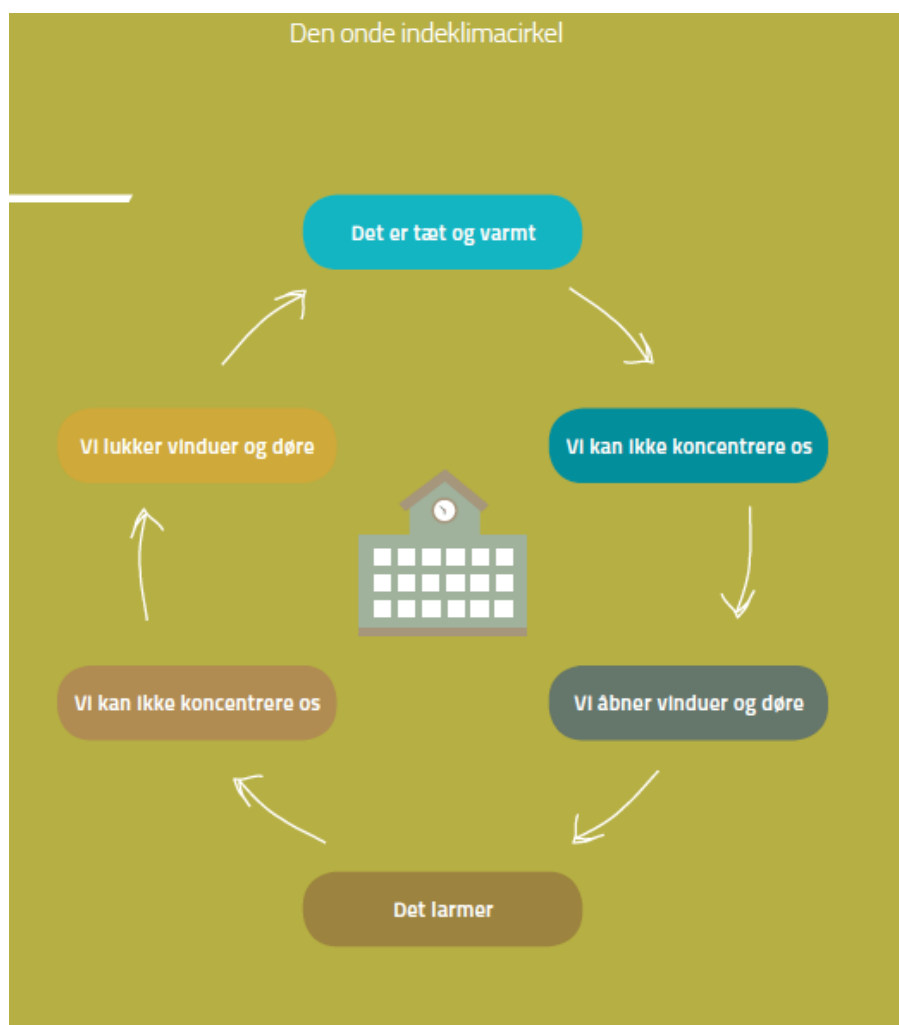 Den onde indeklimacirkel
Det er tæt og varmt
Vi kan ikke koncentrere os
Vi åbner vinduer og døre
Det larmer
Vi kan ikke koncentrere os
Vi lukker vinduer og døre